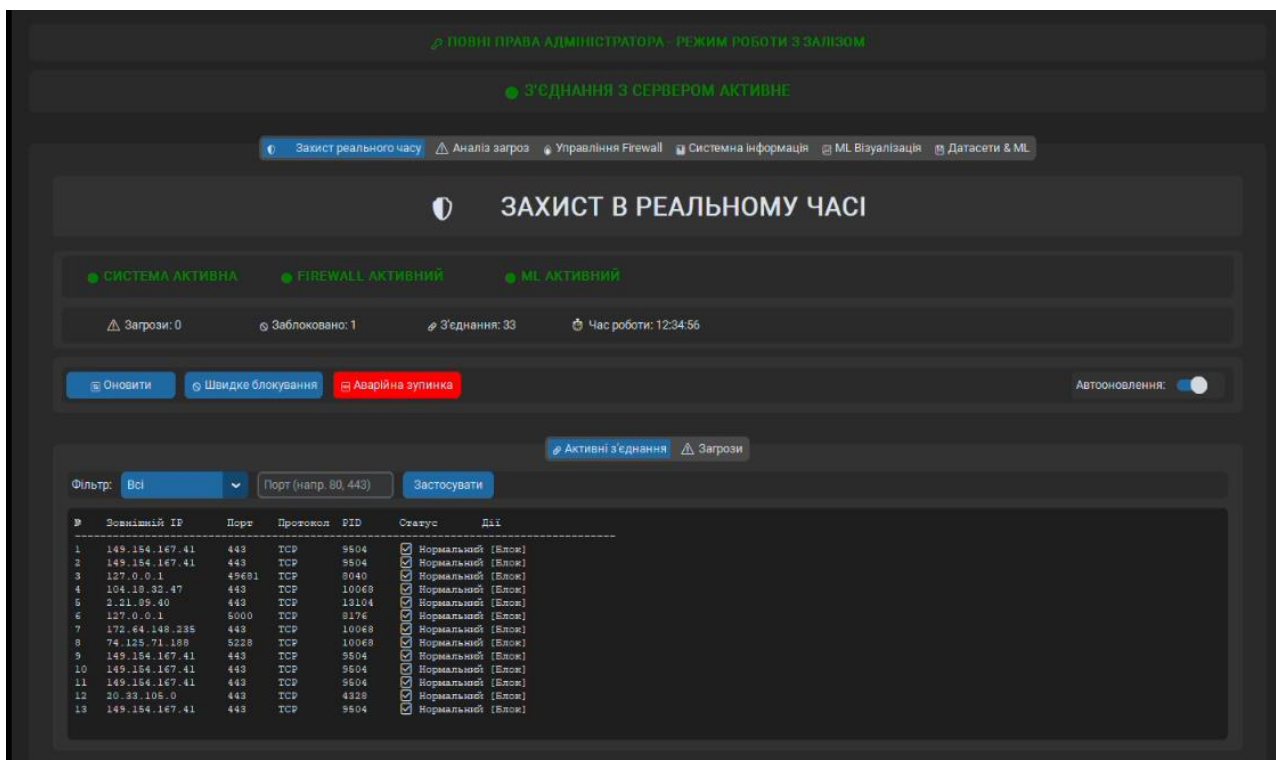 ПОВНІ ПРАВА АДМІНІСТРАТОРА - РЕЖИМ РОБОТИ З ЗАЛІЗОМ
З'ЄДНАННЯ З СЕРВЕРОМ АКТИВНЕ
Захист реального часу Аналіз загроз Управління Firewall Системна інформація ML Візуалізація Датасети & ML
ЗАХИСТ В РЕАЛЬНОМУ ЧАСІ
СИСТЕМА АКТИВНА FIREWALL АКТИВНИЙ ML АКТИВНИЙ
Загрози: 0 Заблоковано: 1 З'єднання: 33 Час роботи: 12:34:56
Оновити Швидке блокування Аварійна зупинка Автооновлення:
Активні з'єднання Загрози
Фільтр: Всі Порт (напр. 80, 443) Застосувати
№ Зовнішній IP Порт Протокол PID Статус Дії
--------------------------------------------------------------------------------
1 149.154.167.41 443 TCP 9504 Нормальний [Блок]
2 149.154.167.41 443 TCP 9504 Нормальний [Блок]
3 127.0.0.1 49681 TCP 8040 Нормальний [Блок]
4 104.18.32.47 443 TCP 10068 Нормальний [Блок]
5 2.21.89.40 443 TCP 13104 Нормальний [Блок]
6 127.0.0.1 5000 TCP 8176 Нормальний [Блок]
7 172.64.148.235 443 TCP 10068 Нормальний [Блок]
8 74.125.71.188 5228 TCP 10068 Нормальний [Блок]
9 149.154.167.41 443 TCP 9504 Нормальний [Блок]
10 149.154.167.41 443 TCP 9504 Нормальний [Блок]
11 149.154.167.41 443 TCP 9504 Нормальний [Блок]
12 20.33.105.0 443 TCP 4328 Нормальний [Блок]
13 149.154.167.41 443 TCP 9504 Нормальний [Блок]